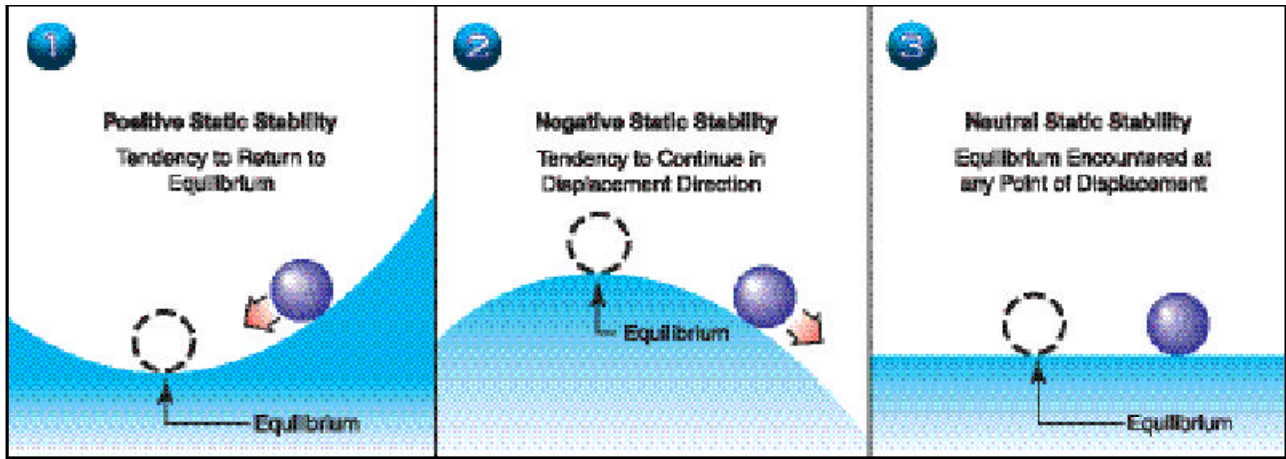 1
Positive Static Stability
Tendency to Return to
Equilibrium
Equilibrium
2
Negative Static Stability
Tendency to Continue in
Displacement Direction
Equilibrium
3
Neutral Static Stability
Equilibrium Encountered at
any Point of Displacement
Equilibrium